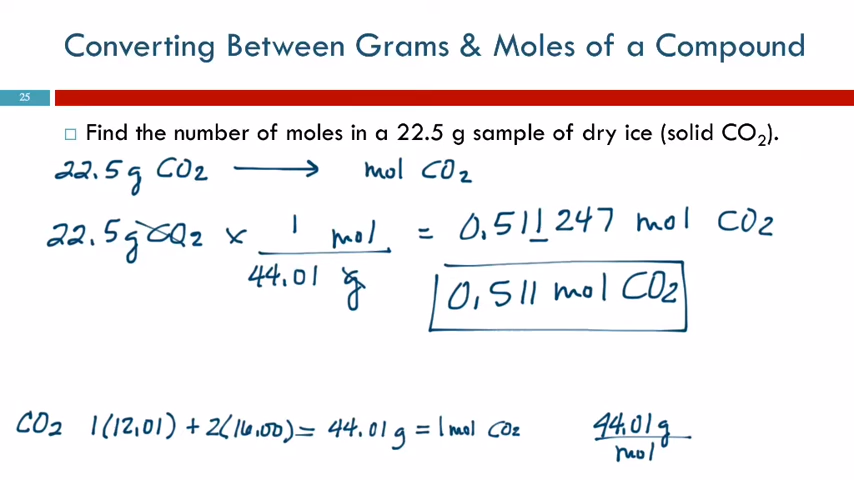 Converting Between Grams & Moles of a Compound
25
Find the number of moles in a 22.5 g sample of dry ice (solid CO₂).
22.5 g CO₂ ⟶ mol CO₂
22.5 g CO₂ × 1 mol / 44.01 g = 0.511247 mol CO₂
0.511 mol CO₂
CO₂ 1(12.01) + 2(16.00) = 44.01 g = 1 mol CO₂ 44.01 g / mol